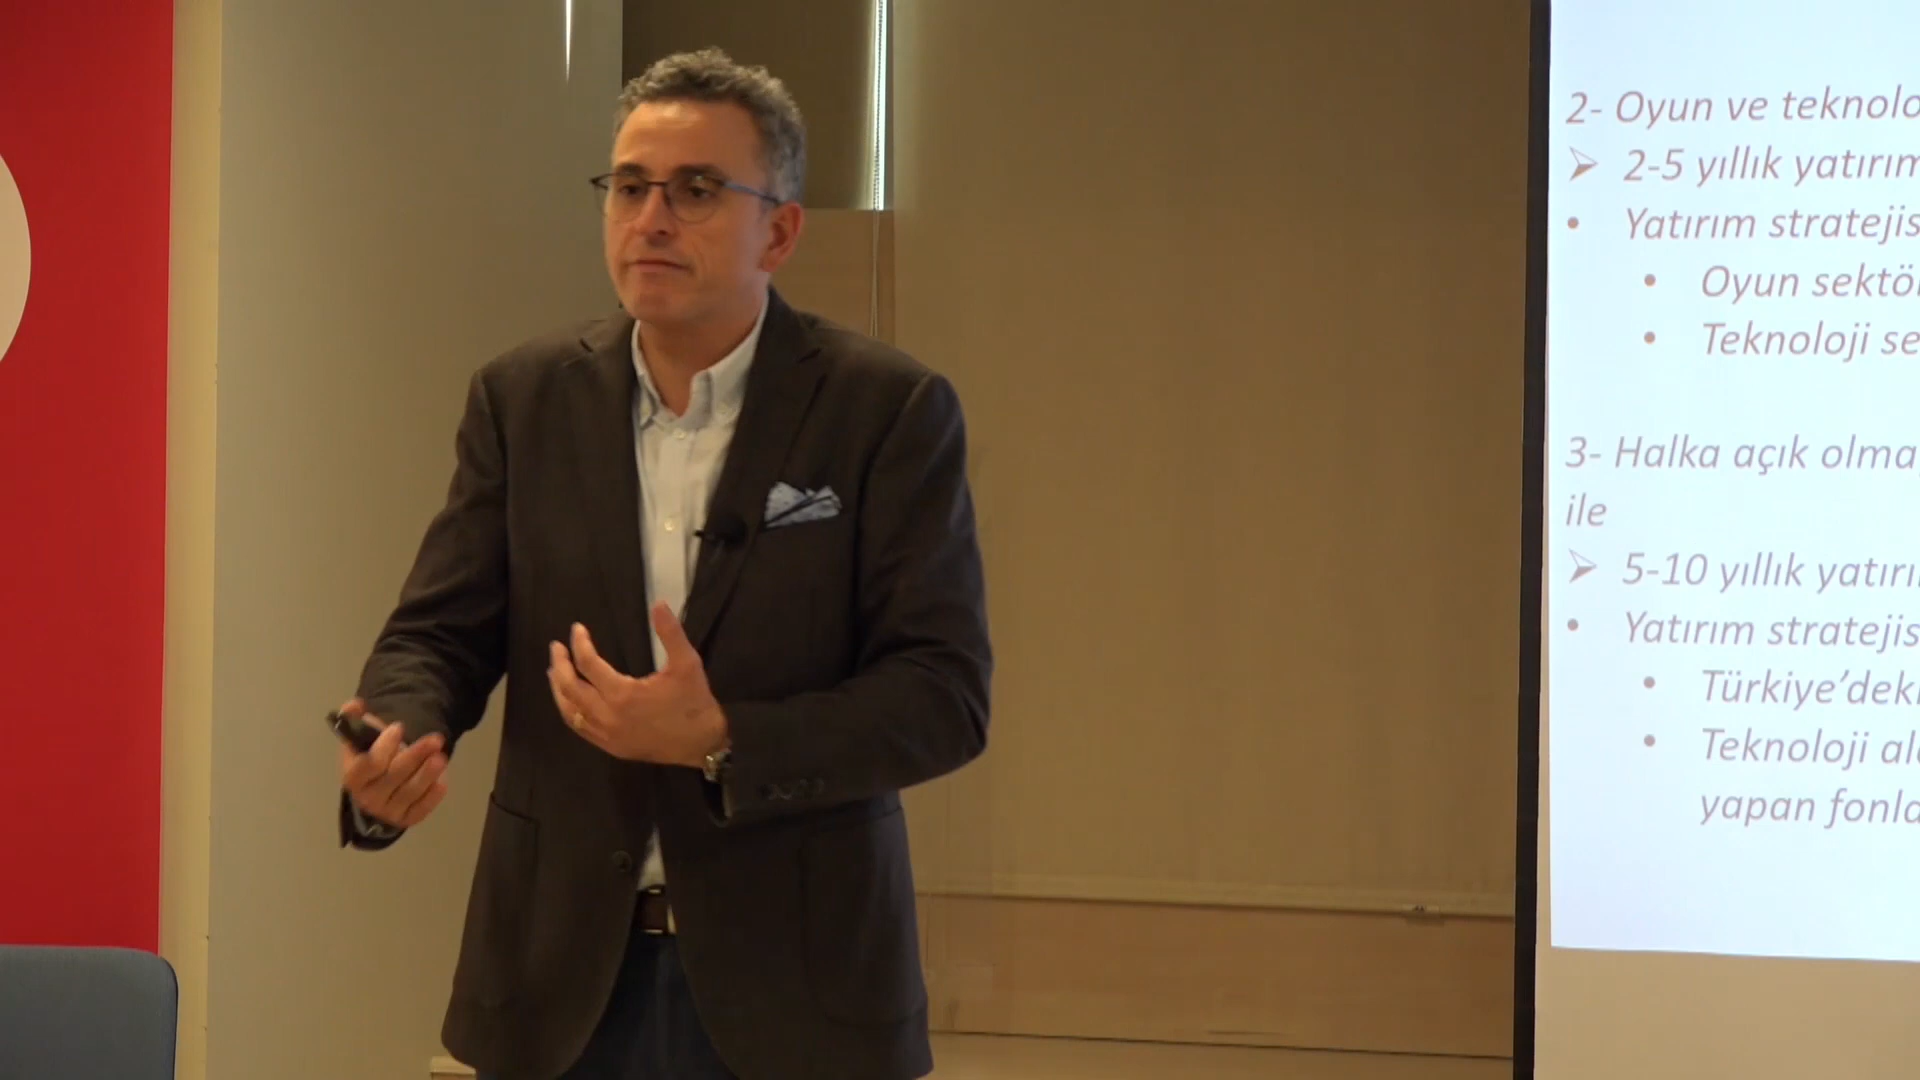 2- Oyun ve teknolo
➢ 2-5 yıllık yatırım
• Yatırım stratejis
• Oyun sektö
• Teknoloji se
3- Halka açık olma
ile
➢ 5-10 yıllık yatırı
• Yatırım stratejis
• Türkiye’deki
• Teknoloji al
yapan fonla